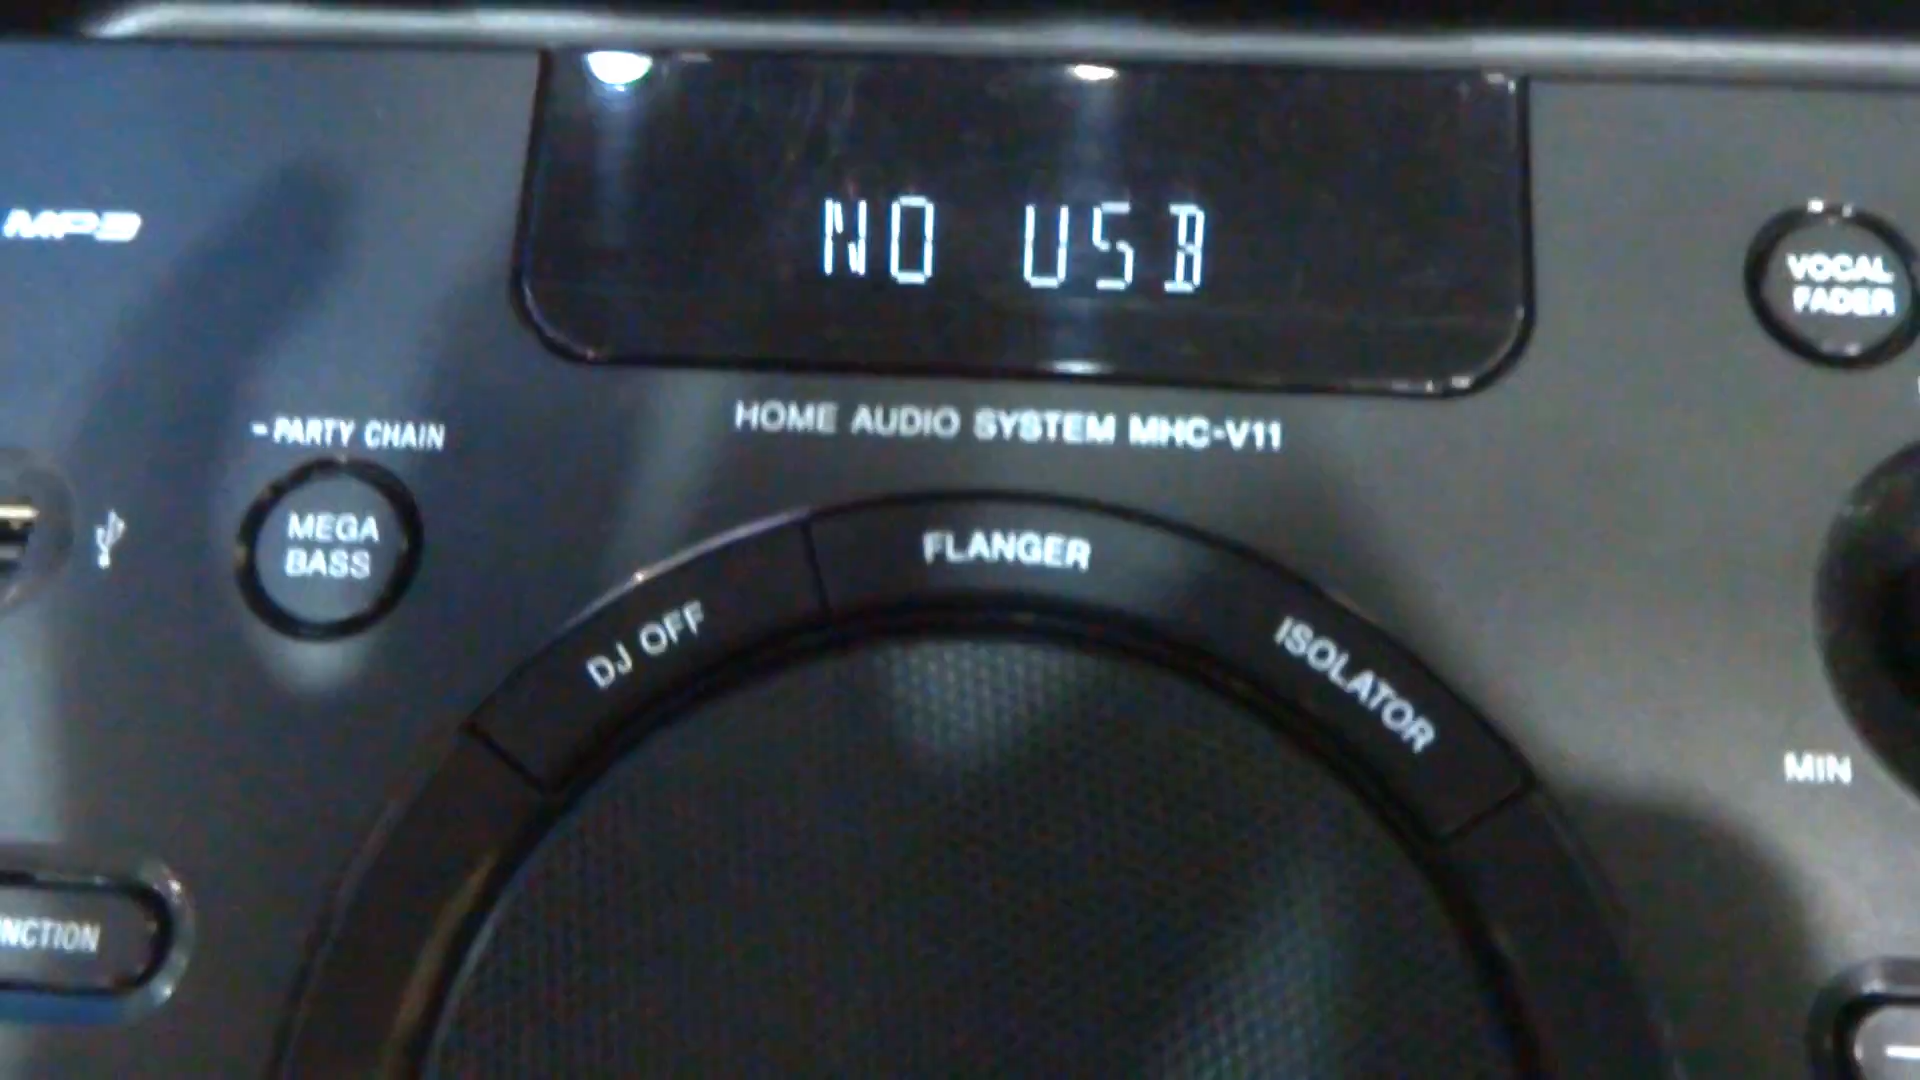 NO USB
MP3
VOCAL
FADER
HOME AUDIO SYSTEM MHC-V11
– PARTY CHAIN
MEGA
BASS
FLANGER
DJ OFF
ISOLATOR
MIN
NCTION